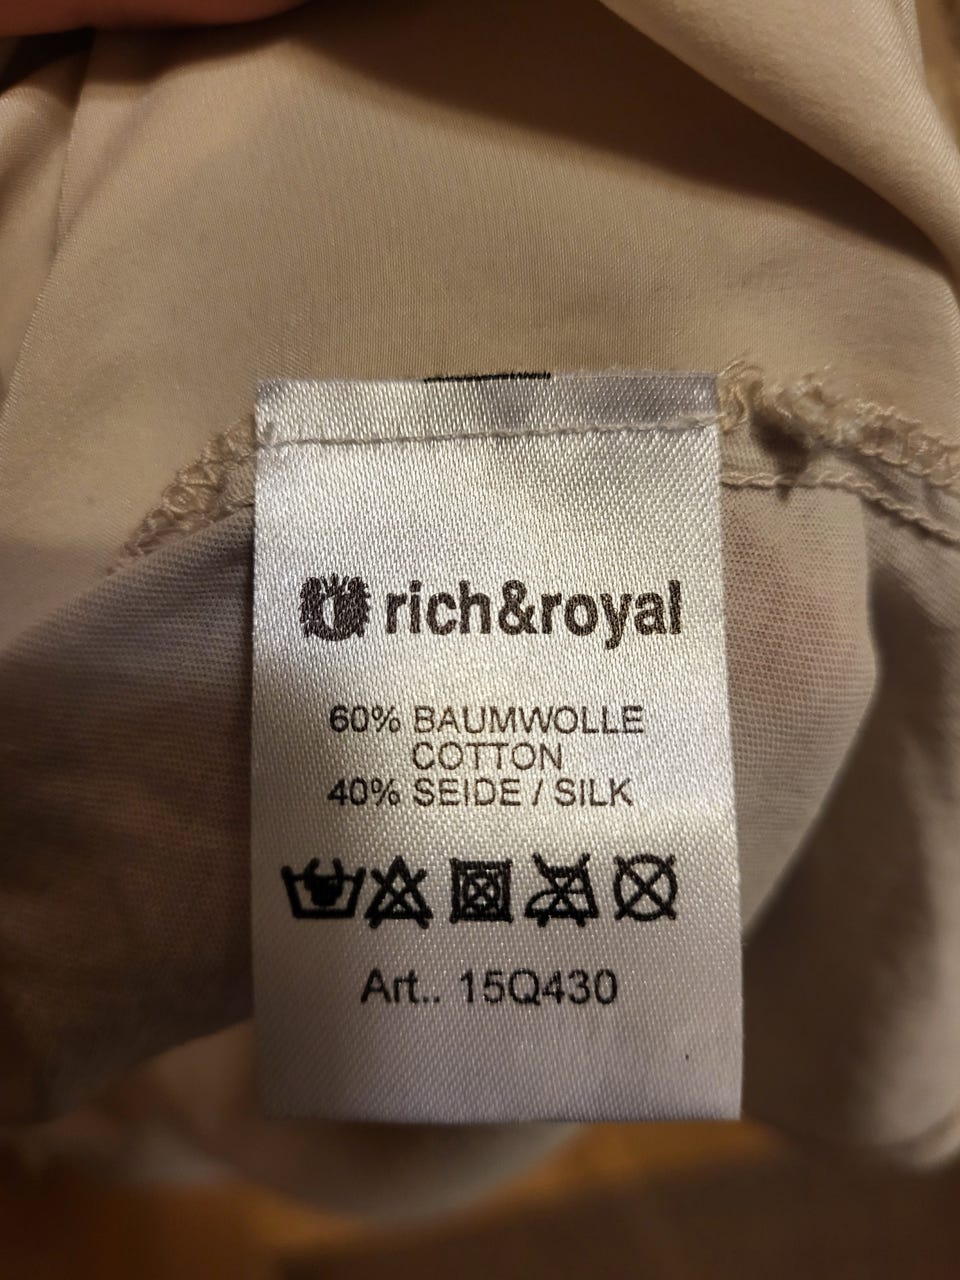 rich&royal
60% BAUMWOLLE
COTTON
40% SEIDE / SILK
Art.. 15Q430